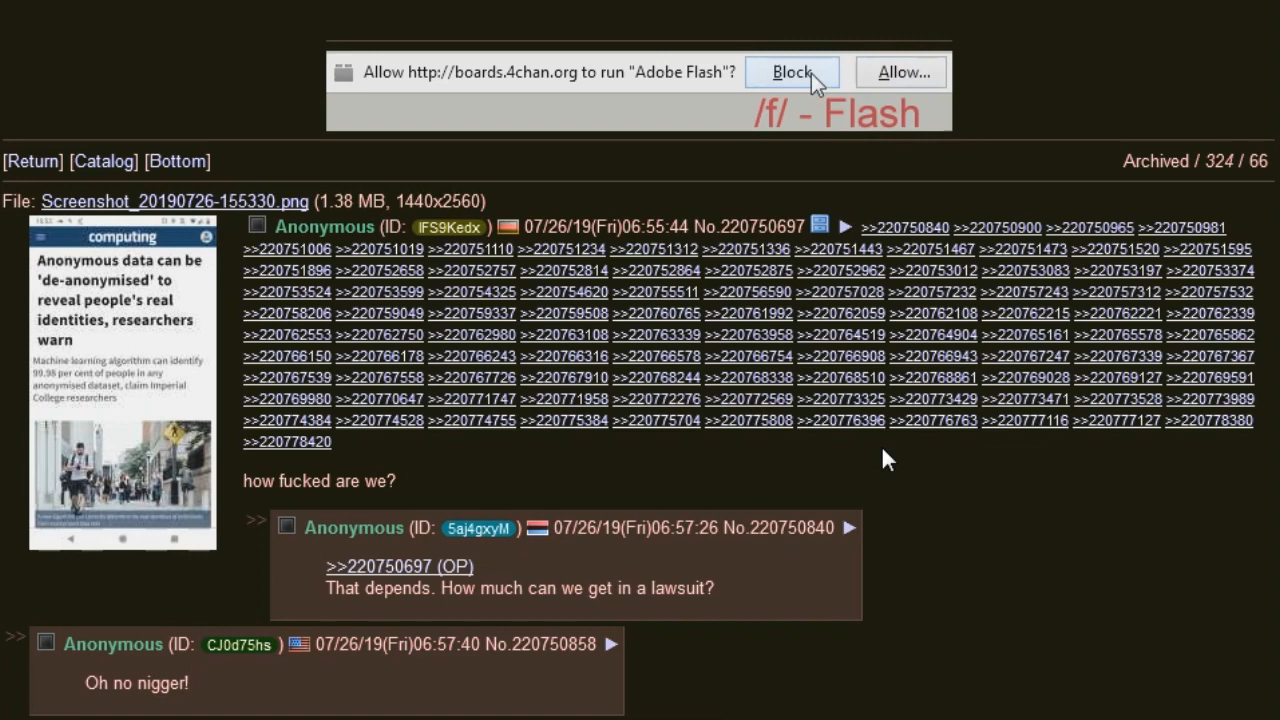 Allow http://boards.4chan.org to run "Adobe Flash"? Block Allow...
/f/ - Flash
[Return] [Catalog] [Bottom] Archived / 324 / 66
File: Screenshot_20190726-155330.png (1.38 MB, 1440x2560)
computing
Anonymous data can be
'de-anonymised' to
reveal people's real
identities, researchers
warn
Machine learning algorithm can identify
99.98 per cent of people in any
anonymised dataset, claim Imperial
College researchers
Anonymous (ID: IFS9Kedx) 07/26/19(Fri)06:55:44 No.220750697 ▶ >>220750840 >>220750900 >>220750965 >>220750981
>>220751006 >>220751019 >>220751110 >>220751234 >>220751312 >>220751336 >>220751443 >>220751467 >>220751473 >>220751520 >>220751595
>>220751896 >>220752658 >>220752757 >>220752814 >>220752864 >>220752875 >>220752962 >>220753012 >>220753083 >>220753197 >>220753374
>>220753524 >>220753599 >>220754325 >>220754620 >>220755511 >>220756590 >>220757028 >>220757232 >>220757243 >>220757312 >>220757532
>>220758206 >>220759049 >>220759337 >>220759508 >>220760765 >>220761992 >>220762059 >>220762108 >>220762215 >>220762221 >>220762339
>>220762553 >>220762750 >>220762980 >>220763108 >>220763339 >>220763958 >>220764519 >>220764904 >>220765161 >>220765578 >>220765862
>>220766150 >>220766178 >>220766243 >>220766316 >>220766578 >>220766754 >>220766908 >>220766943 >>220767247 >>220767339 >>220767367
>>220767539 >>220767558 >>220767726 >>220767910 >>220768244 >>220768338 >>220768510 >>220768861 >>220769028 >>220769127 >>220769591
>>220769980 >>220770647 >>220771747 >>220771958 >>220772276 >>220772569 >>220773325 >>220773429 >>220773471 >>220773528 >>220773989
>>220774384 >>220774528 >>220774755 >>220775384 >>220775704 >>220775808 >>220776396 >>220776763 >>220777116 >>220777127 >>220778380
>>220778420
how fucked are we?
>> Anonymous (ID: 5aj4gxyM) 07/26/19(Fri)06:57:26 No.220750840 ▶
>>220750697 (OP)
That depends. How much can we get in a lawsuit?
>> Anonymous (ID: CJ0d75hs) 07/26/19(Fri)06:57:40 No.220750858 ▶
Oh no nigger!